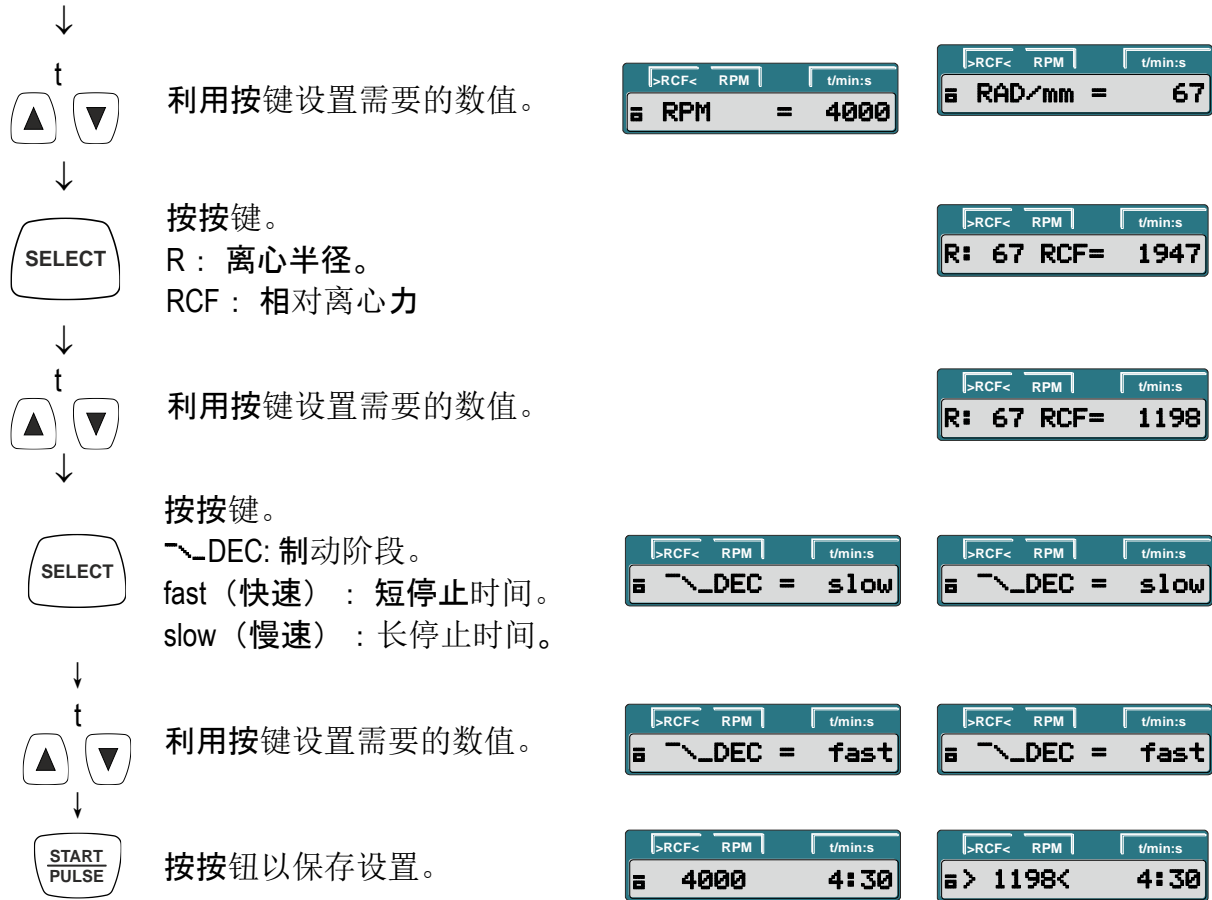 ↓
t
▲ ▼
利用按键设置需要的数值。
>RCF< RPM t/min:s
RPM = 4000
>RCF< RPM t/min:s
RAD/mm = 67
↓
SELECT
按按键。
R： 离心半径。
RCF： 相对离心力
>RCF< RPM t/min:s
R: 67 RCF= 1947
↓
t
▲ ▼
利用按键设置需要的数值。
>RCF< RPM t/min:s
R: 67 RCF= 1198
↓
SELECT
按按键。
‾\_DEC: 制动阶段。
fast（快速）： 短停止时间。
slow（慢速）：长停止时间。
>RCF< RPM t/min:s
‾\_DEC = slow
>RCF< RPM t/min:s
‾\_DEC = slow
↓
t
▲ ▼
利用按键设置需要的数值。
>RCF< RPM t/min:s
‾\_DEC = fast
>RCF< RPM t/min:s
‾\_DEC = fast
↓
START
PULSE
按按钮以保存设置。
>RCF< RPM t/min:s
4000 4:30
>RCF< RPM t/min:s
> 1198< 4:30